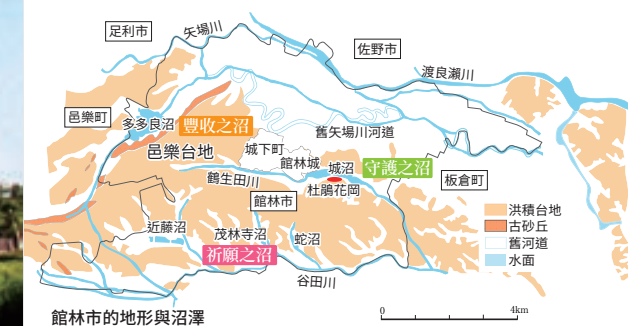 足利市
矢場川
佐野市
渡良瀬川
邑樂町
多多良沼
豐收之沼
舊矢場川河道
邑樂台地
城下町
館林城
城沼
守護之沼
鶴生田川
杜鵑花岡
板倉町
館林市
近藤沼
茂林寺沼
蛇沼
祈願之沼
谷田川
洪積台地
古砂丘
舊河道
水面
0
4km
館林市的地形與沼澤